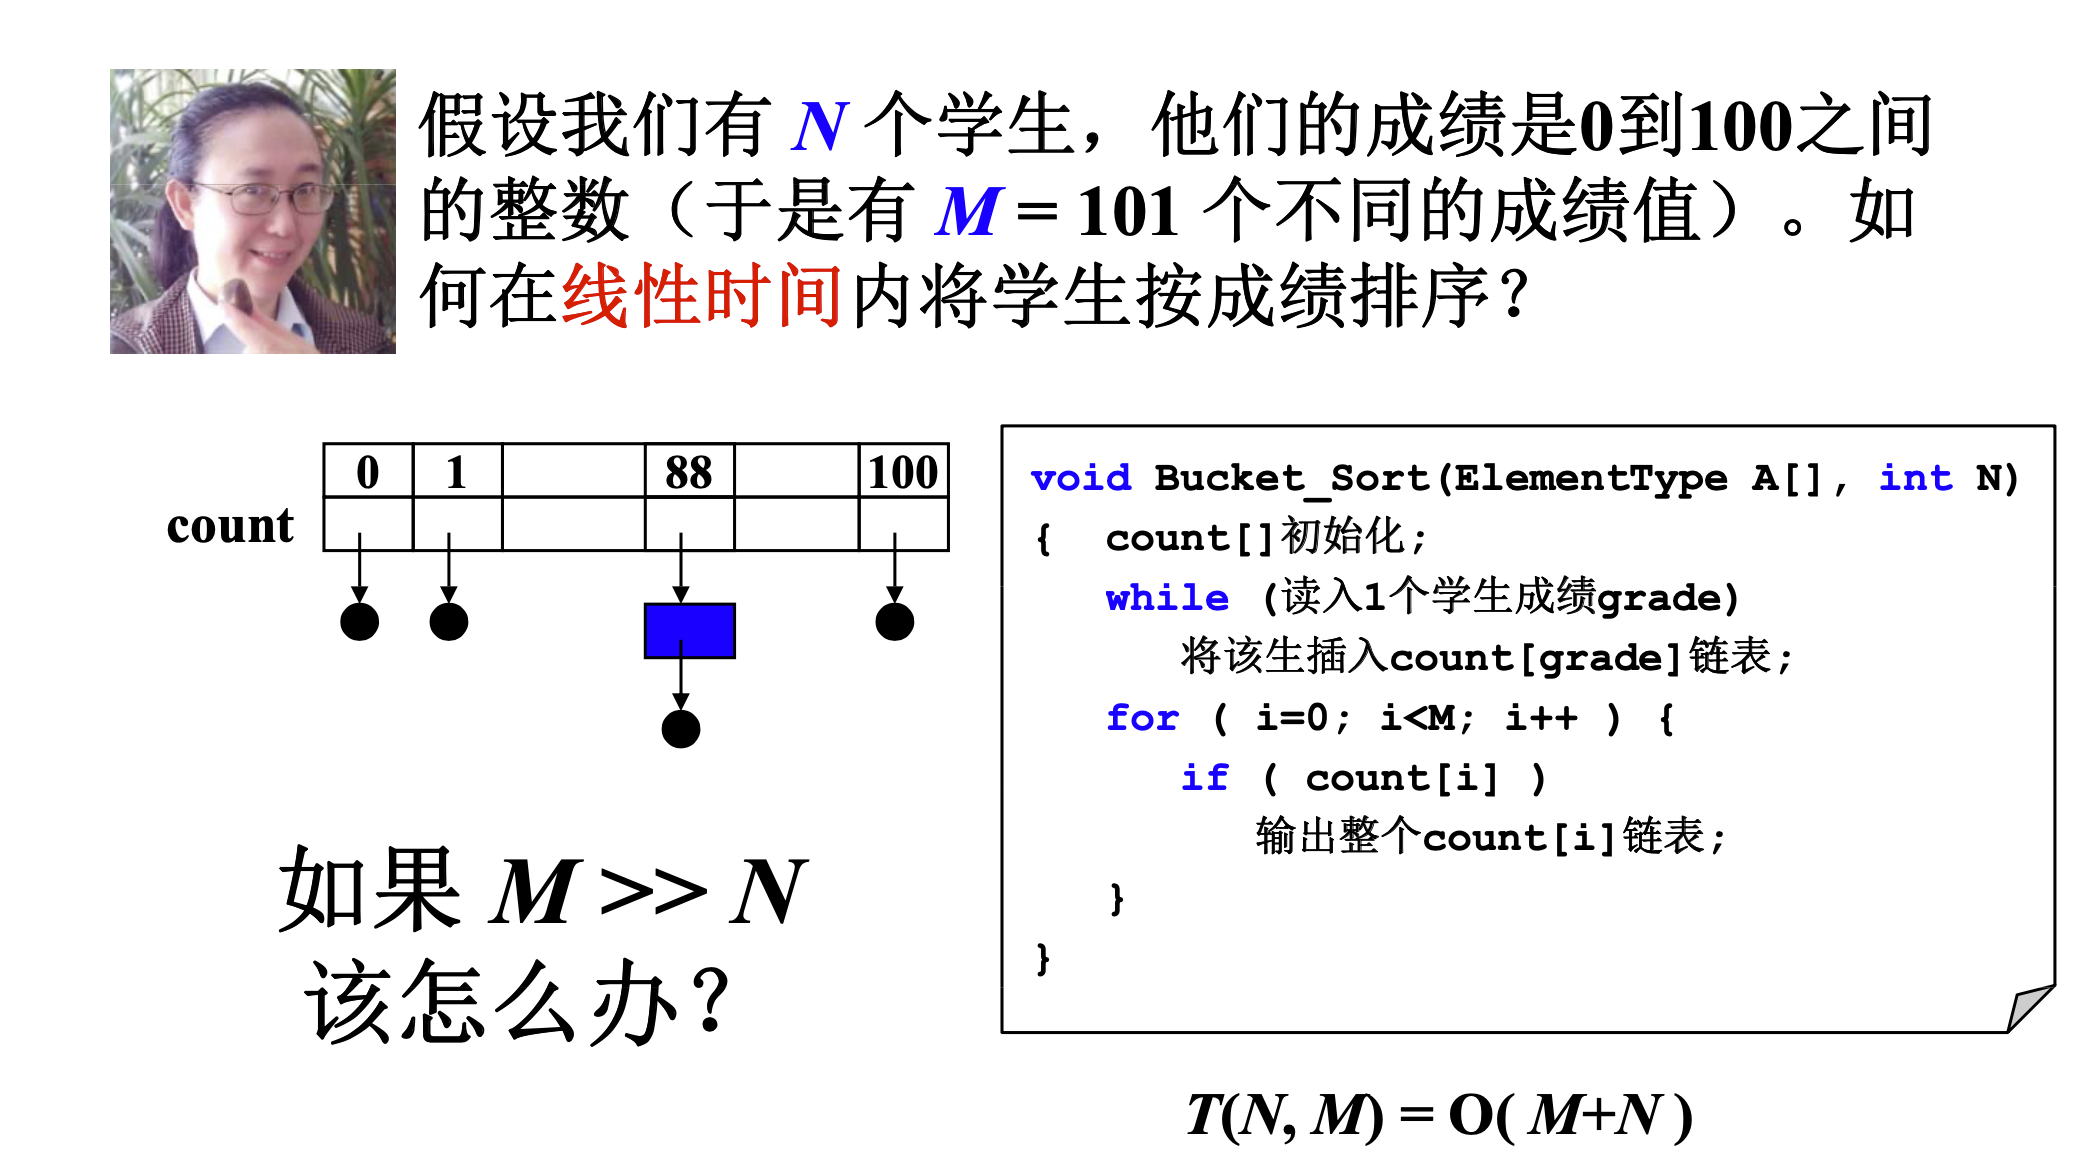 假设我们有 N 个学生，他们的成绩是0到100之间
的整数（于是有 M = 101 个不同的成绩值）。如
何在线性时间内将学生按成绩排序？
0 1 88 100
count
void Bucket_Sort(ElementType A[], int N)
{ count[]初始化;
while (读入1个学生成绩grade)
将该生插入count[grade]链表;
for ( i=0; i<M; i++ ) {
if ( count[i] )
输出整个count[i]链表;
}
}
如果 M >> N
该怎么办？
T(N, M) = O( M+N )